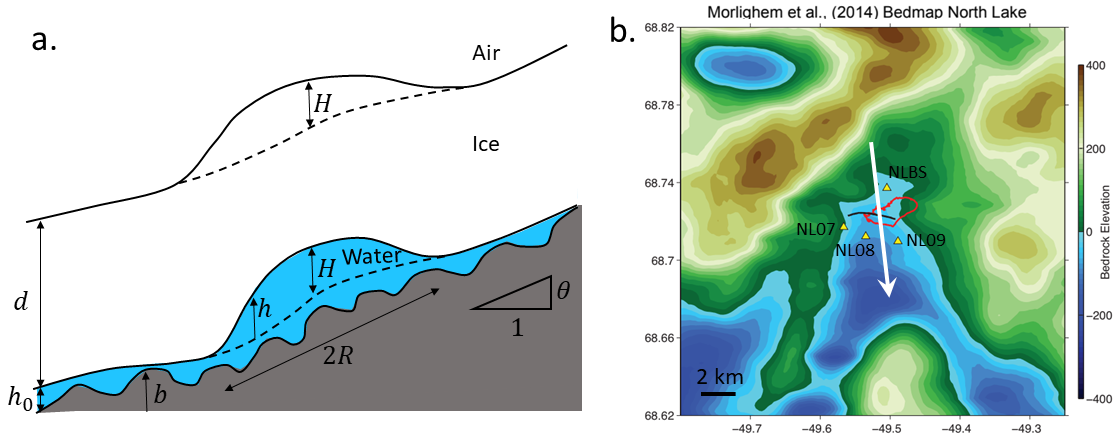 a.
Air
H
Ice
d
H
Water
h
θ
1
2R
h₀
b
b.
Morlighem et al., (2014) Bedmap North Lake
68.82
68.78
68.74
68.7
68.66
68.62
NLBS
NL07
NL08
NL09
2 km
−49.7
−49.6
−49.5
−49.4
−49.3
400
200
0
−200
−400
Bedrock Elevation